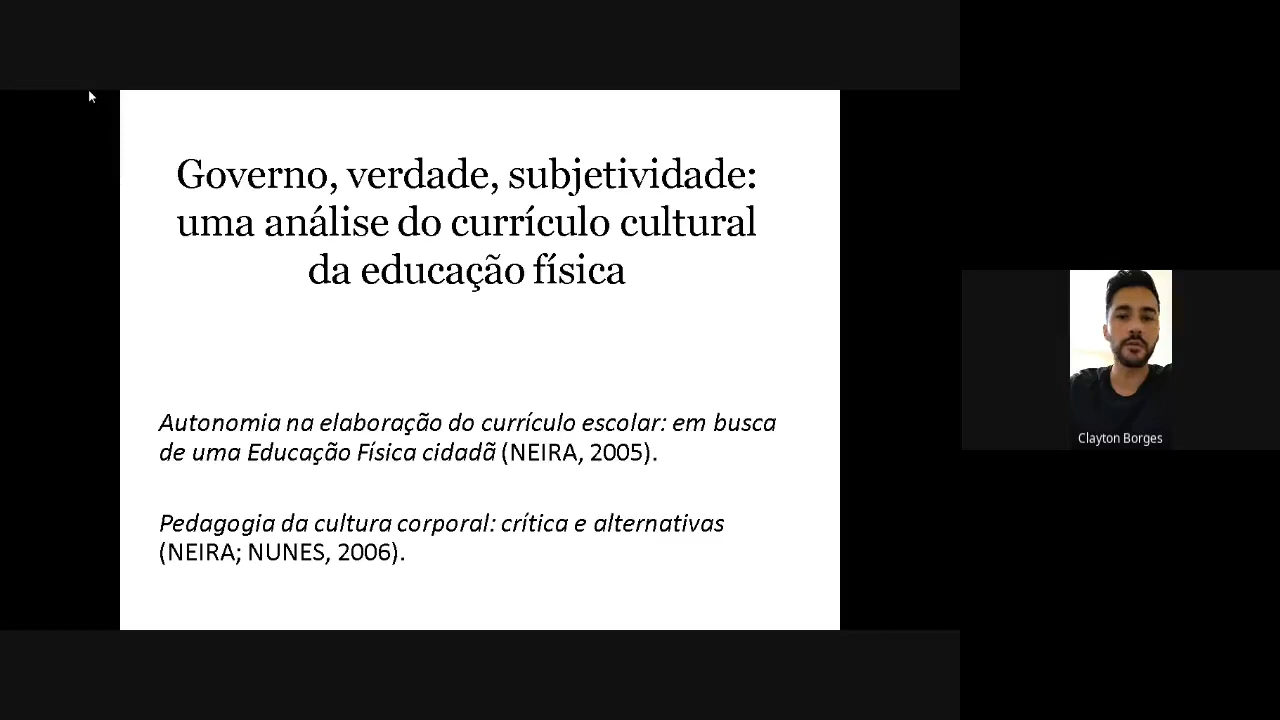 Governo, verdade, subjetividade:
uma análise do currículo cultural
da educação física
Autonomia na elaboração do currículo escolar: em busca
de uma Educação Física cidadã (NEIRA, 2005).
Pedagogia da cultura corporal: crítica e alternativas
(NEIRA; NUNES, 2006).
Clayton Borges